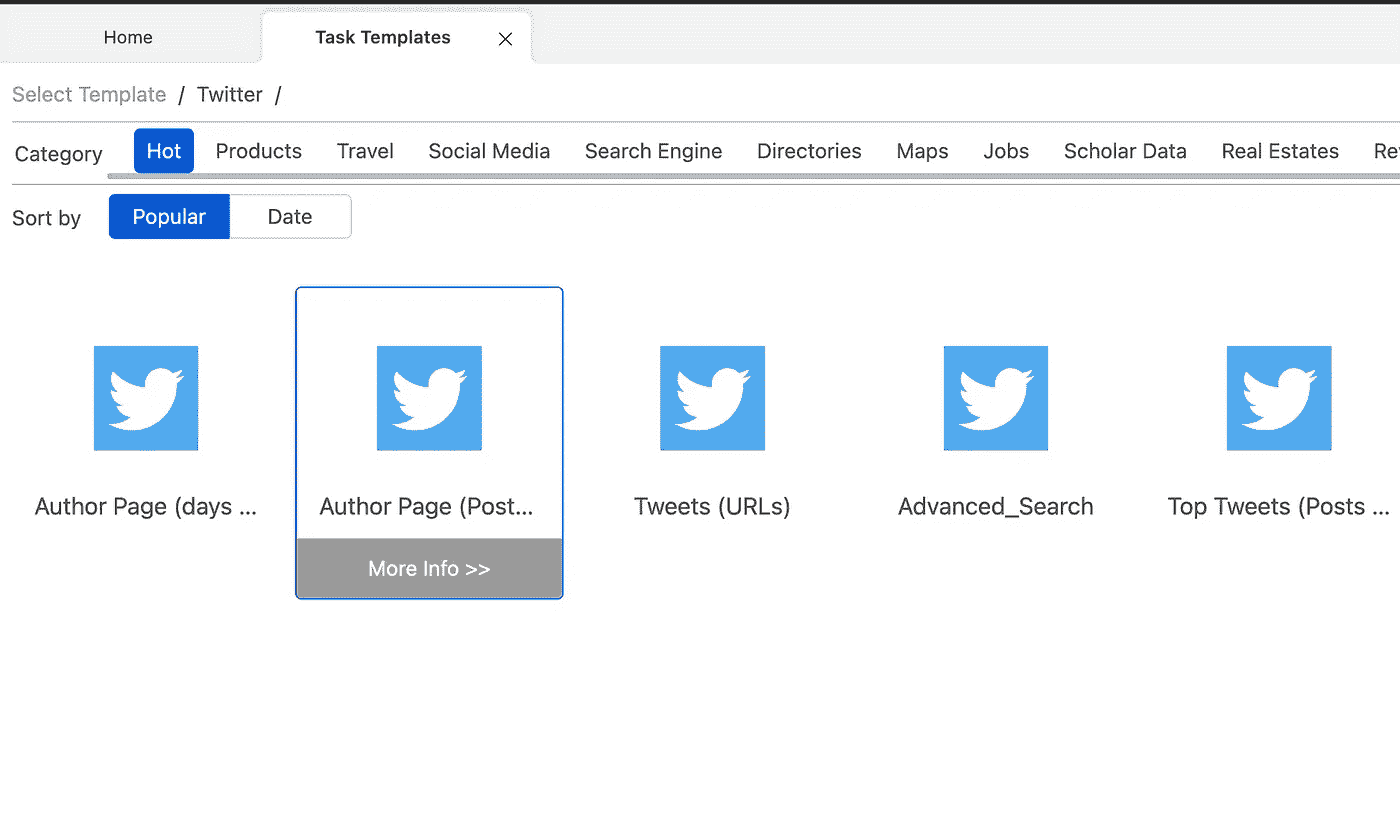 Home Task Templates
Select Template / Twitter /
Category Hot Products Travel Social Media Search Engine Directories Maps Jobs Scholar Data Real Estates
Sort by Popular Date
Author Page (days ... Author Page (Post... Tweets (URLs) Advanced_Search Top Tweets (Posts ...
More Info >>